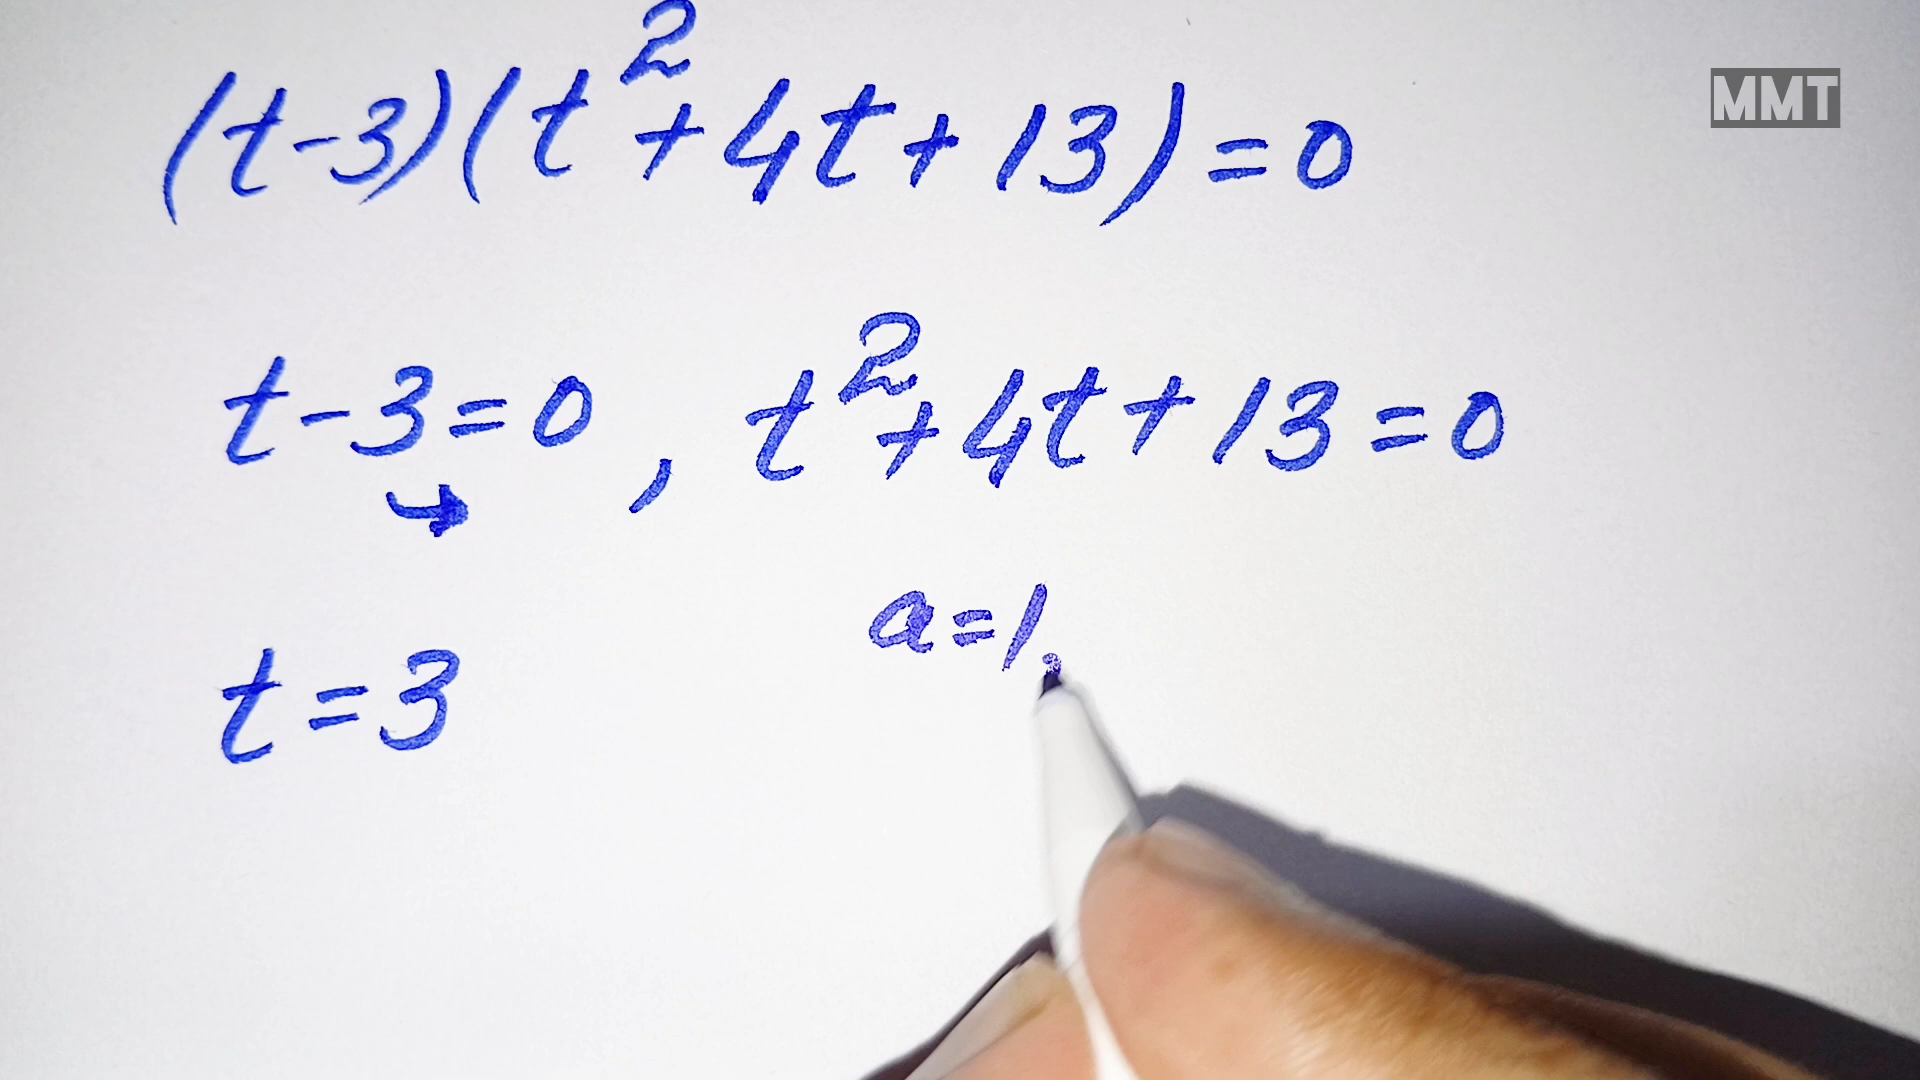 MMT
(t-3)(t²+4t+13)=0
t-3=0, t²+4t+13=0
a=1,
t=3